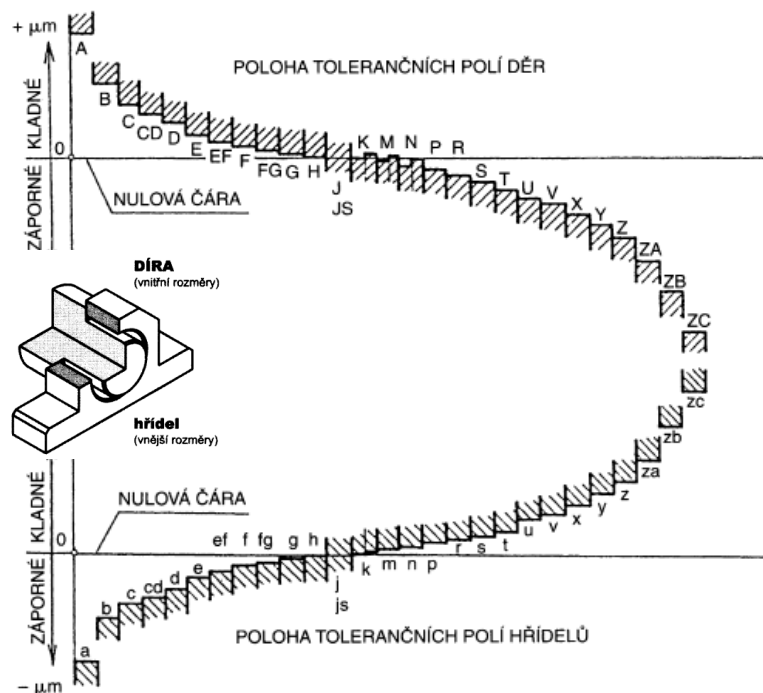 + µm
A
B
C
CD
D
E
EF
F
FG
G
H
J
JS
K
M
N
P
R
S
T
U
V
X
Y
Z
ZA
ZB
ZC
POLOHA TOLERANČNÍCH POLÍ DĚR
KLADNÉ
0
ZÁPORNÉ
NULOVÁ ČÁRA
DÍRA
(vnitřní rozměry)
hřídel
(vnější rozměry)
KLADNÉ
0
ZÁPORNÉ
NULOVÁ ČÁRA
a
b
c
cd
d
e
ef
f
fg
g
h
j
js
k
m
n
p
r
s
t
u
v
x
y
z
za
zb
zc
POLOHA TOLERANČNÍCH POLÍ HŘÍDELŮ
– µm